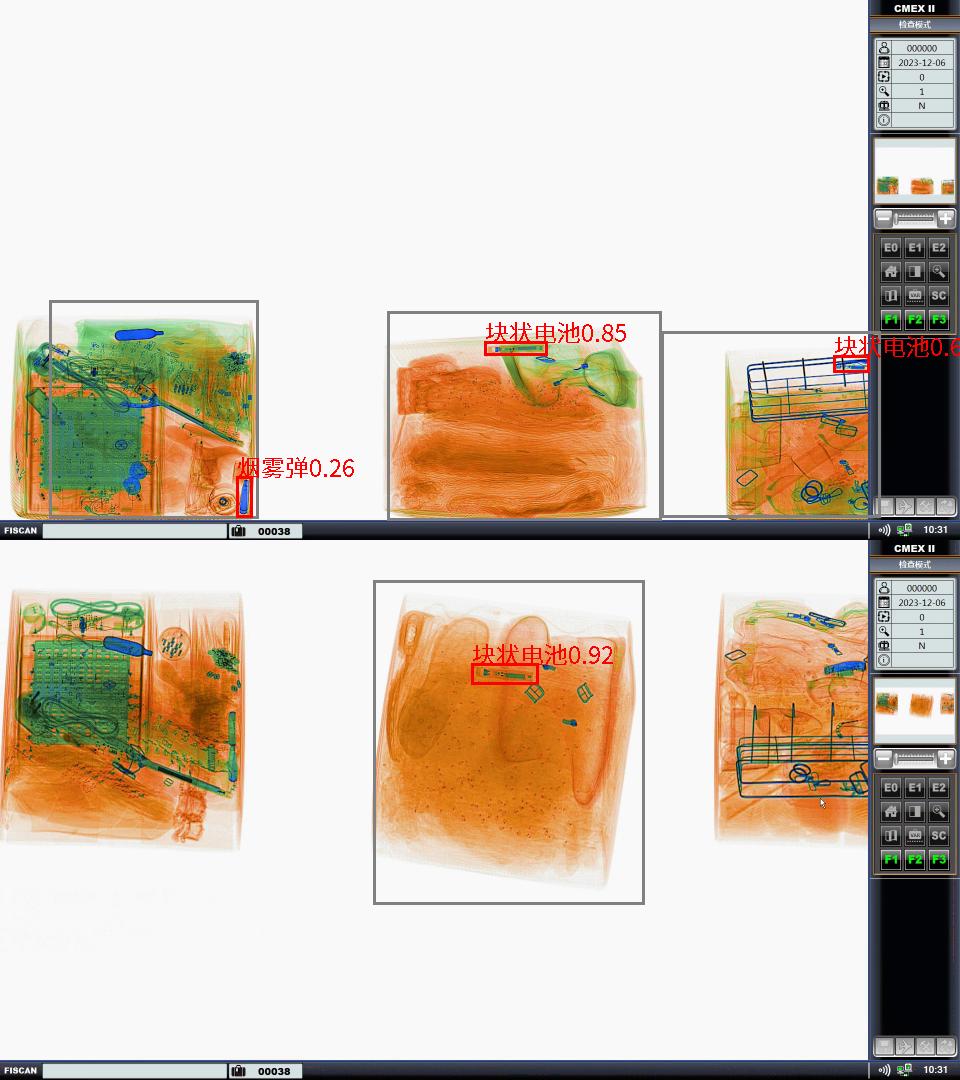 CMEX II
检查模式
000000
2023-12-06
0
1
N
E0 E1 E2
VAR SC
F1 F2 F3
块状电池0.85
块状电池0.6
烟雾弹0.26
FISCAN 00038 10:31
CMEX II
检查模式
000000
2023-12-06
0
1
N
E0 E1 E2
VAR SC
F1 F2 F3
块状电池0.92
FISCAN 00038 10:31